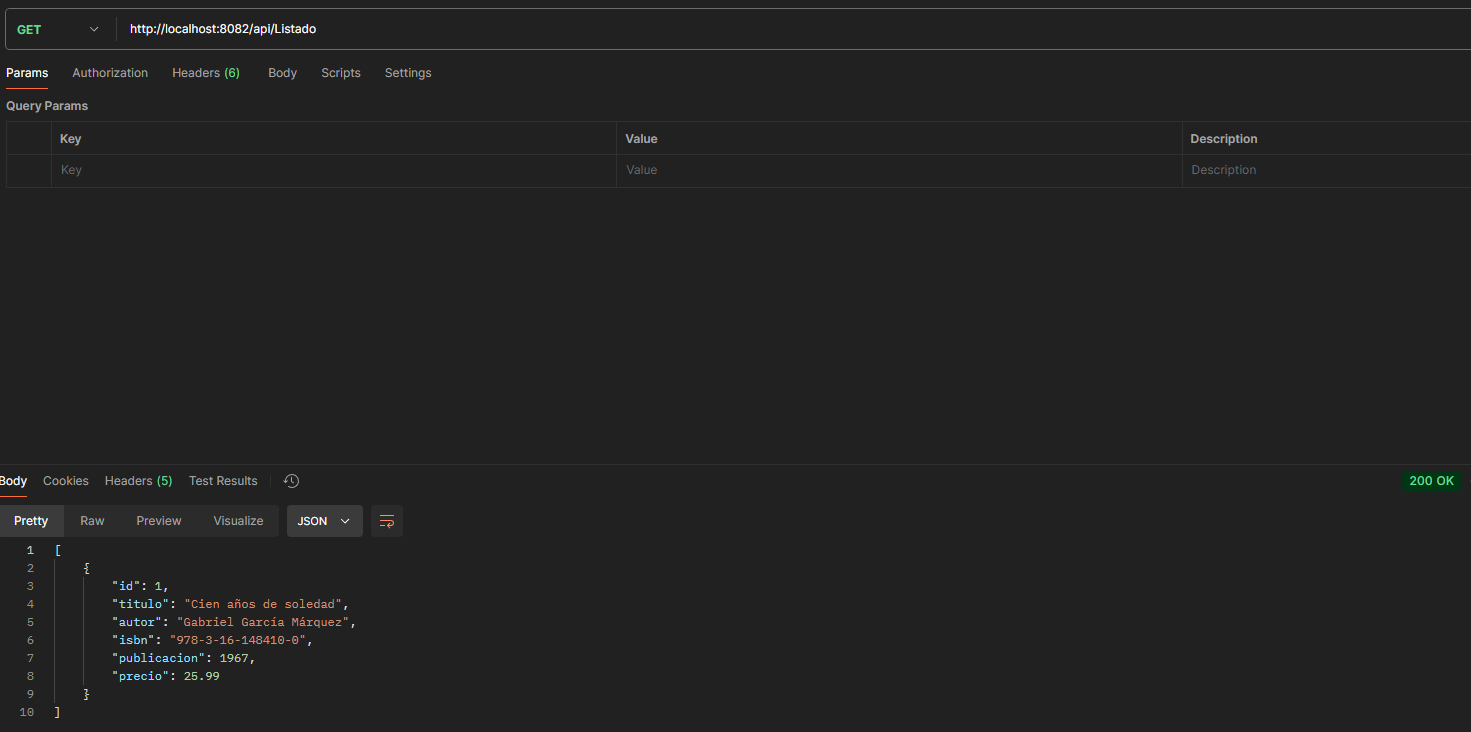 GET http://localhost:8082/api/Listado
Params Authorization Headers (6) Body Scripts Settings
Query Params
Key Value Description
Key Value Description
Body Cookies Headers (5) Test Results 200 OK
Pretty Raw Preview Visualize JSON
1 [
2 {
3 "id": 1,
4 "titulo": "Cien años de soledad",
5 "autor": "Gabriel García Márquez",
6 "isbn": "978-3-16-148410-0",
7 "publicacion": 1967,
8 "precio": 25.99
9 }
10 ]